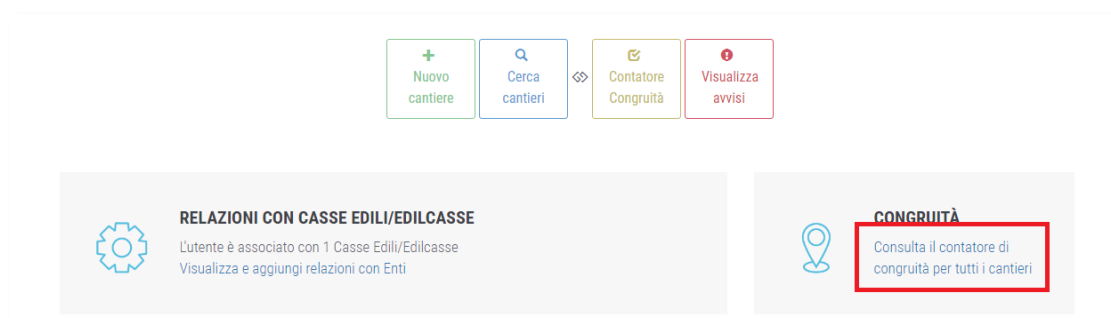 Nuovo
cantiere
Cerca
cantieri
Contatore
Congruità
Visualizza
avvisi
RELAZIONI CON CASSE EDILI/EDILCASSE
L'utente è associato con 1 Casse Edili/Edilcasse
Visualizza e aggiungi relazioni con Enti
CONGRUITÀ
Consulta il contatore di
congruità per tutti i cantieri